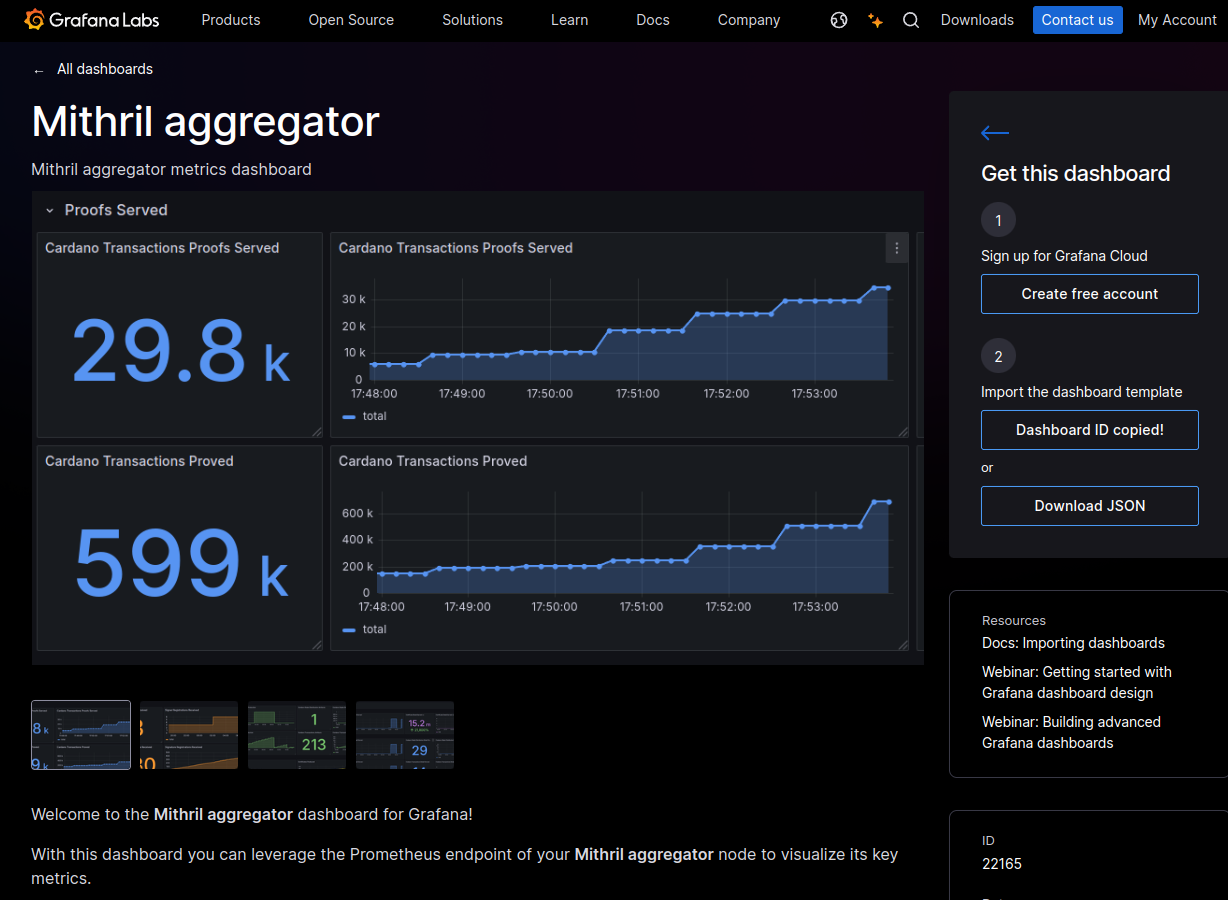 Grafana Labs Products Open Source Solutions Learn Docs Company Downloads Contact us My Account
← All dashboards
Mithril aggregator
Mithril aggregator metrics dashboard
Proofs Served
Cardano Transactions Proofs Served
29.8 k
Cardano Transactions Proofs Served
30 k
20 k
10 k
0
17:48:00 17:49:00 17:50:00 17:51:00 17:52:00 17:53:00
total
Cardano Transactions Proved
599 k
Cardano Transactions Proved
600 k
400 k
200 k
0
17:48:00 17:49:00 17:50:00 17:51:00 17:52:00 17:53:00
total
8 k
9 k
1
213
15.2
29
Welcome to the Mithril aggregator dashboard for Grafana!
With this dashboard you can leverage the Prometheus endpoint of your Mithril aggregator node to visualize its key
metrics.
Get this dashboard
1
Sign up for Grafana Cloud
Create free account
2
Import the dashboard template
Dashboard ID copied!
or
Download JSON
Resources
Docs: Importing dashboards
Webinar: Getting started with
Grafana dashboard design
Webinar: Building advanced
Grafana dashboards
ID
22165